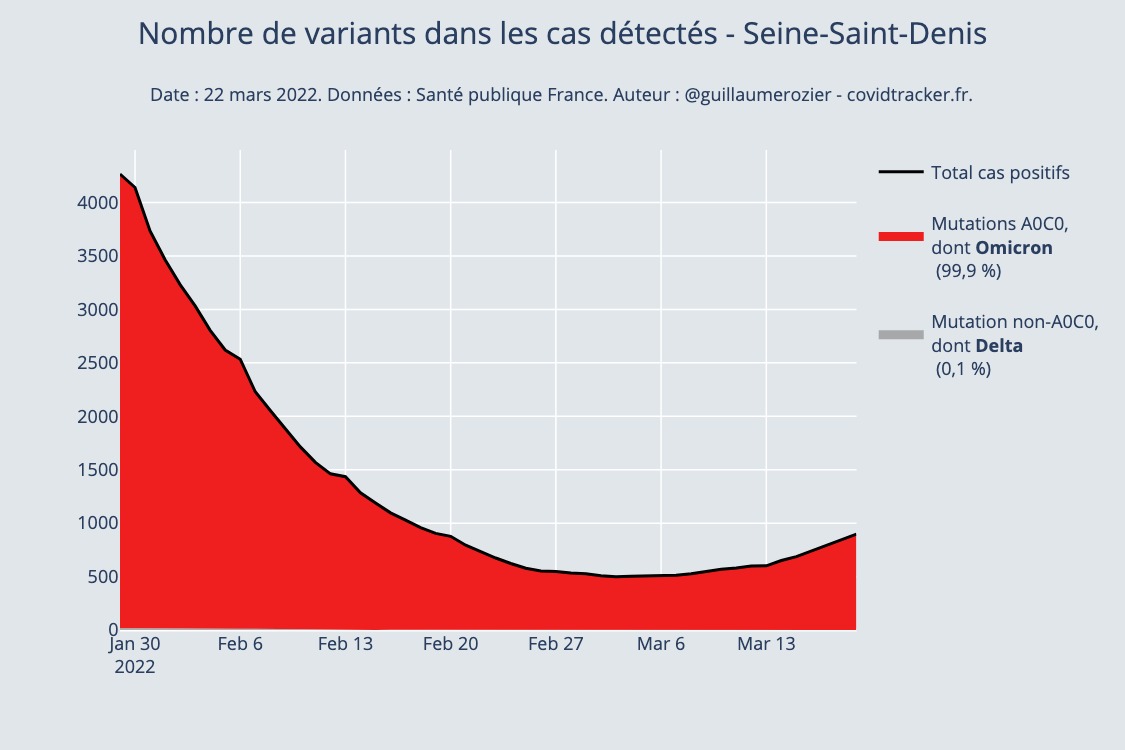 Nombre de variants dans les cas détectés - Seine-Saint-Denis
Date : 22 mars 2022. Données : Santé publique France. Auteur : @guillaumerozier - covidtracker.fr.
Total cas positifs
Mutations A0C0,
dont Omicron
(99,9 %)
Mutation non-A0C0,
dont Delta
(0,1 %)
4000
3500
3000
2500
2000
1500
1000
500
0
Jan 30 Feb 6 Feb 13 Feb 20 Feb 27 Mar 6 Mar 13
2022